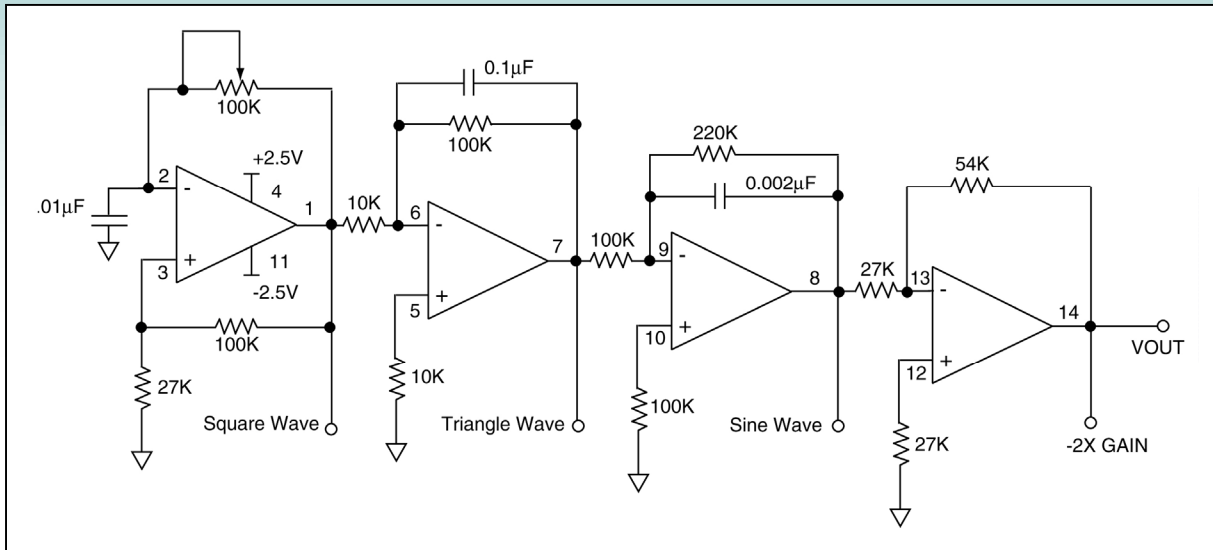 100K
.01µF
2
-
+2.5V
4
1
3
+
11
-2.5V
100K
27K
Square Wave
10K
0.1µF
100K
6
-
7
5
+
10K
Triangle Wave
100K
220K
0.002µF
9
-
8
10
+
100K
Sine Wave
27K
54K
13
-
14
12
+
27K
VOUT
-2X GAIN